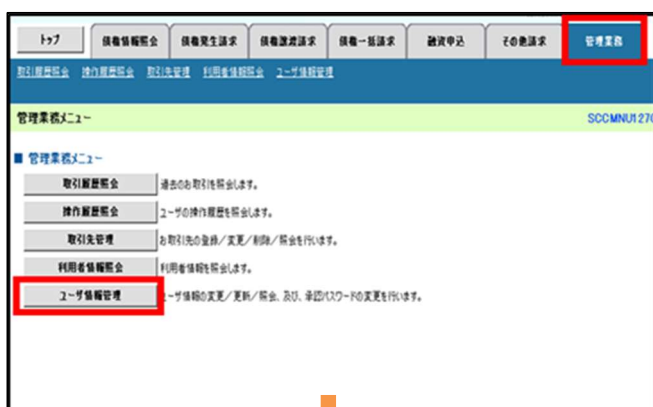 トップ 債権情報照会 債権発生請求 債権譲渡請求 債権一括請求 融資申込 その他請求 管理業務
取引履歴照会 操作履歴照会 取引先管理 利用者情報照会 ユーザ情報管理
管理業務メニュー SCCMNU1270
■ 管理業務メニュー
取引履歴照会 過去のお取引を照会します。
操作履歴照会 ユーザの操作履歴を照会します。
取引先管理 お取引先の登録／変更／削除／照会を行います。
利用者情報照会 利用者情報を照会します。
ユーザ情報管理 ユーザ情報の変更／更新／照会、及び、承認パスワードの変更を行います。